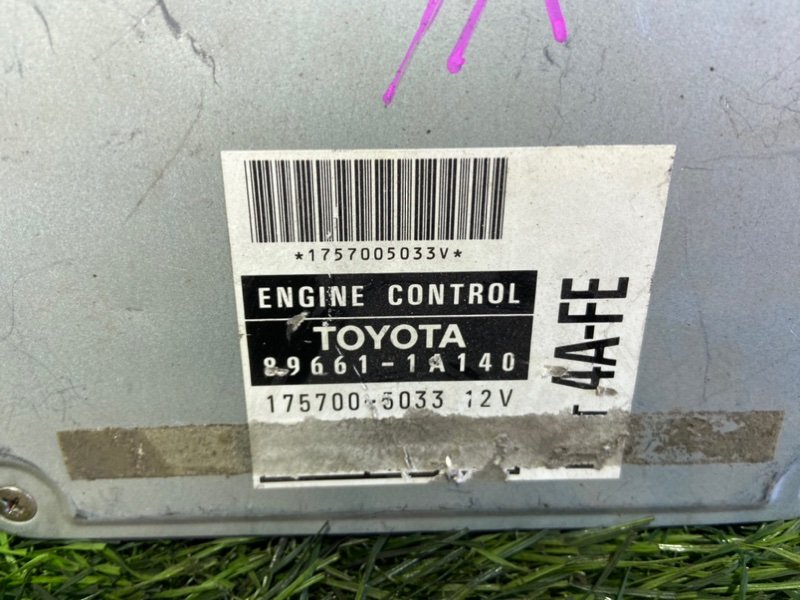 *1757005033V*
ENGINE CONTROL
TOYOTA
89661-1A140
175700-5033 12V
4A-FE